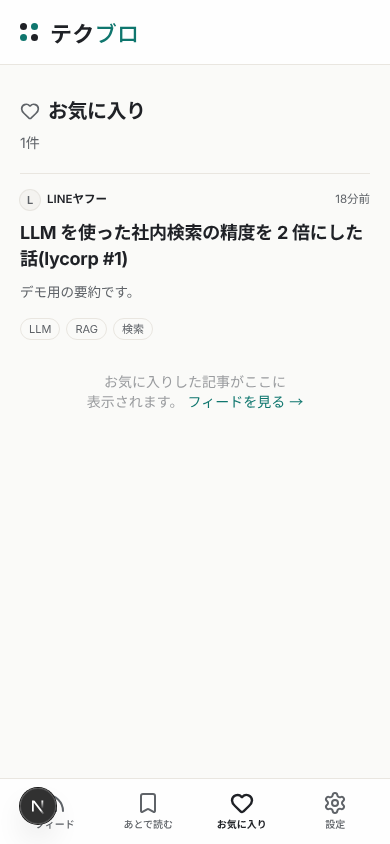 テクブロ
お気に入り
1件
L LINEヤフー 18分前
LLM を使った社内検索の精度を 2 倍にした
話(lycorp #1)
デモ用の要約です。
LLM RAG 検索
お気に入りした記事がここに
表示されます。 フィードを見る →
N
ィード あとで読む お気に入り 設定